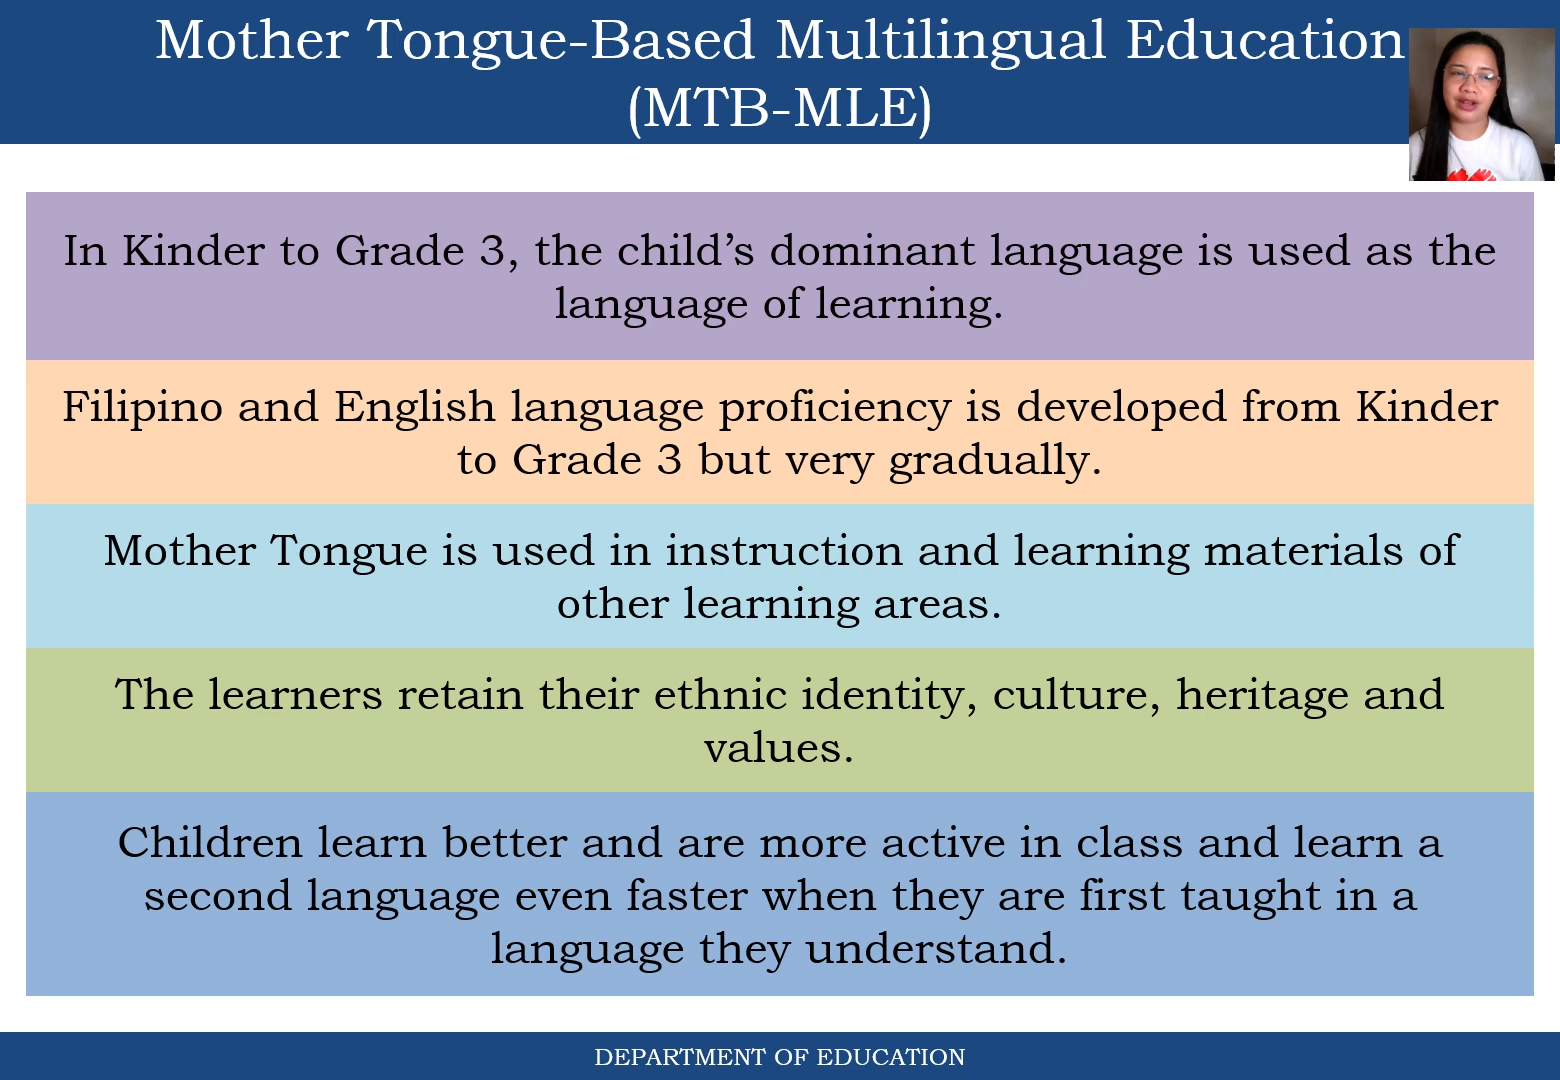 Mother Tongue-Based Multilingual Education
(MTB-MLE)
In Kinder to Grade 3, the child’s dominant language is used as the
language of learning.
Filipino and English language proficiency is developed from Kinder
to Grade 3 but very gradually.
Mother Tongue is used in instruction and learning materials of
other learning areas.
The learners retain their ethnic identity, culture, heritage and
values.
Children learn better and are more active in class and learn a
second language even faster when they are first taught in a
language they understand.
DEPARTMENT OF EDUCATION